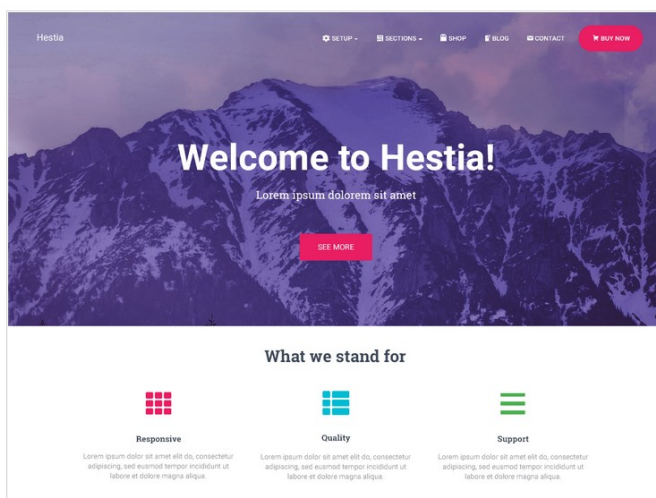 Hestia
SETUP
SECTIONS
SHOP
BLOG
CONTACT
BUY NOW
Welcome to Hestia!
Lorem ipsum dolorem sit amet
SEE MORE
What we stand for
Responsive
Lorem ipsum dolor sit amet elit do, consectetur
adipiscing, sed eusmod tempor incididunt ut
labore et dolore magna aliqua.
Quality
Lorem ipsum dolor sit amet elit do, consectetur
adipiscing, sed eusmod tempor incididunt ut
labore et dolore magna aliqua.
Support
Lorem ipsum dolor sit amet elit do, consectetur
adipiscing, sed eusmod tempor incididunt ut
labore et dolore magna aliqua.